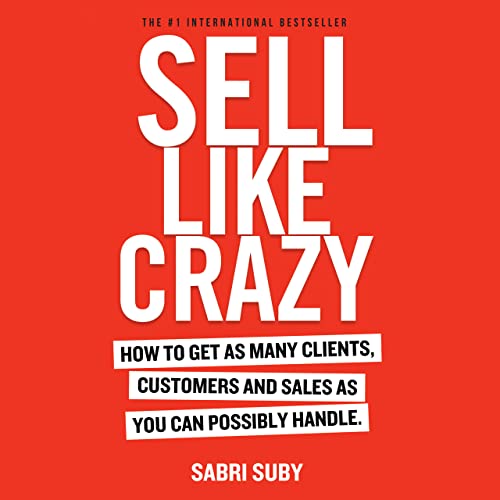 THE #1 INTERNATIONAL BESTSELLER
SELL
LIKE
CRAZY
HOW TO GET AS MANY CLIENTS,
CUSTOMERS AND SALES AS
YOU CAN POSSIBLY HANDLE.
SABRI SUBY